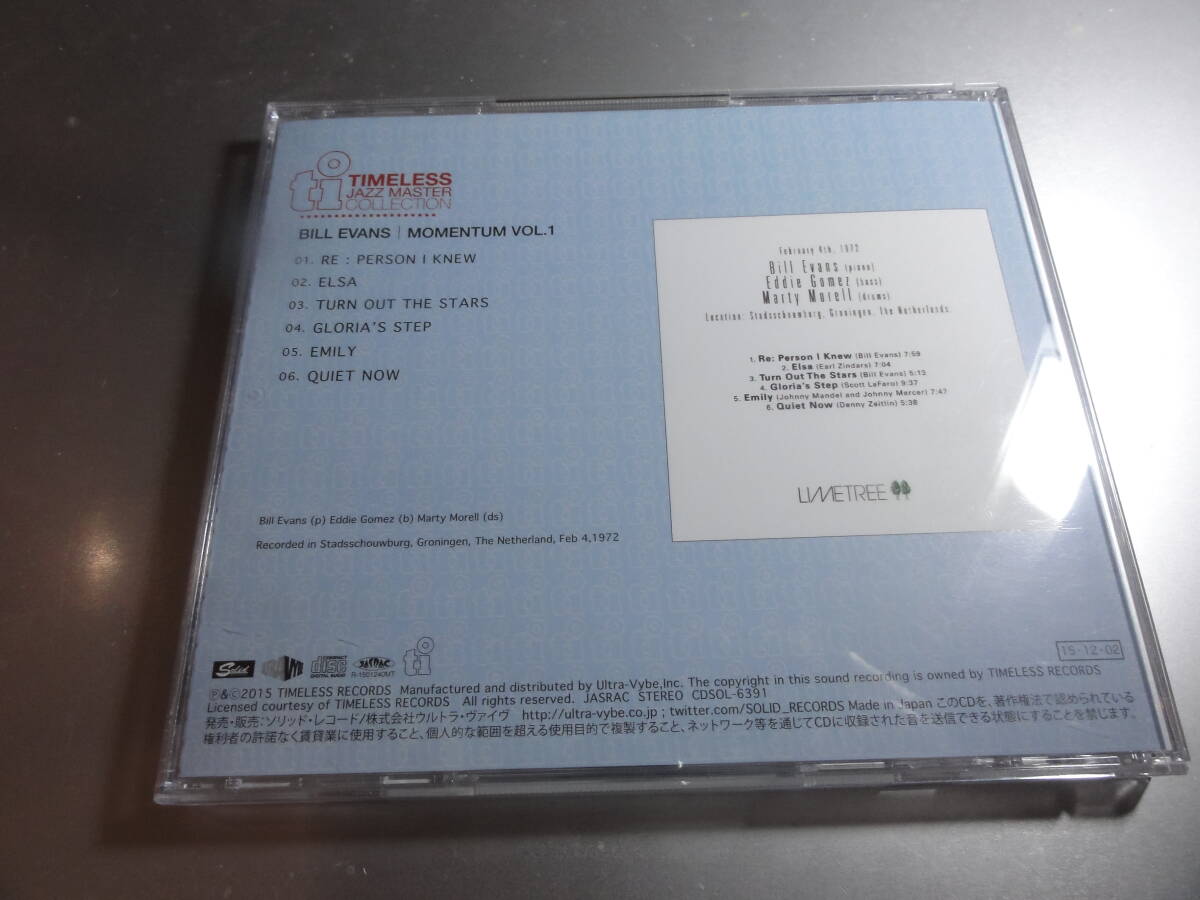 ti TIMELESS
JAZZ MASTER
COLLECTION
BILL EVANS | MOMENTUM VOL.1
01. RE : PERSON I KNEW
02. ELSA
03. TURN OUT THE STARS
04. GLORIA'S STEP
05. EMILY
06. QUIET NOW
Bill Evans (p) Eddie Gomez (b) Marty Morell (ds)
Recorded in Stadsschouwburg, Groningen, The Netherland, Feb 4,1972
February 4th, 1972
Bill Evans (piano)
Eddie Gomez (bass)
Marty Morell (drums)
Location: Stadsschouwburg, Groningen, The Netherlands
1. Re: Person I Knew (Bill Evans) 7:59
2. Elsa (Earl Zindars) 7:04
3. Turn Out The Stars (Bill Evans) 5:15
4. Gloria's Step (Scott LaFaro) 9:37
5. Emily (Johnny Mandel and Johnny Mercer) 7:47
6. Quiet Now (Denny Zeitlin) 5:38
LIMETREE
15-12-02
Solid
COMPACT
disc
DIGITAL AUDIO
JASRAC
R-1501240MT
ti
Ⓟ&©2015 TIMELESS RECORDS Manufactured and distributed by Ultra-Vybe,Inc. The copyright in this sound recording is owned by TIMELESS RECORDS
Licensed courtesy of TIMELESS RECORDS All rights reserved. JASRAC STEREO CDSOL-6391
発売・販売:ソリッド・レコード/株式会社ウルトラ・ヴァイヴ http://ultra-vybe.co.jp ; twitter.com/SOLID_RECORDS Made in Japan このCDを、著作権法で認められている
権利者の許諾なく賃貸業に使用すること、個人的な範囲を超える使用目的で複製すること、ネットワーク等を通じてCDに収録された音を送信できる状態にすることを禁じます。